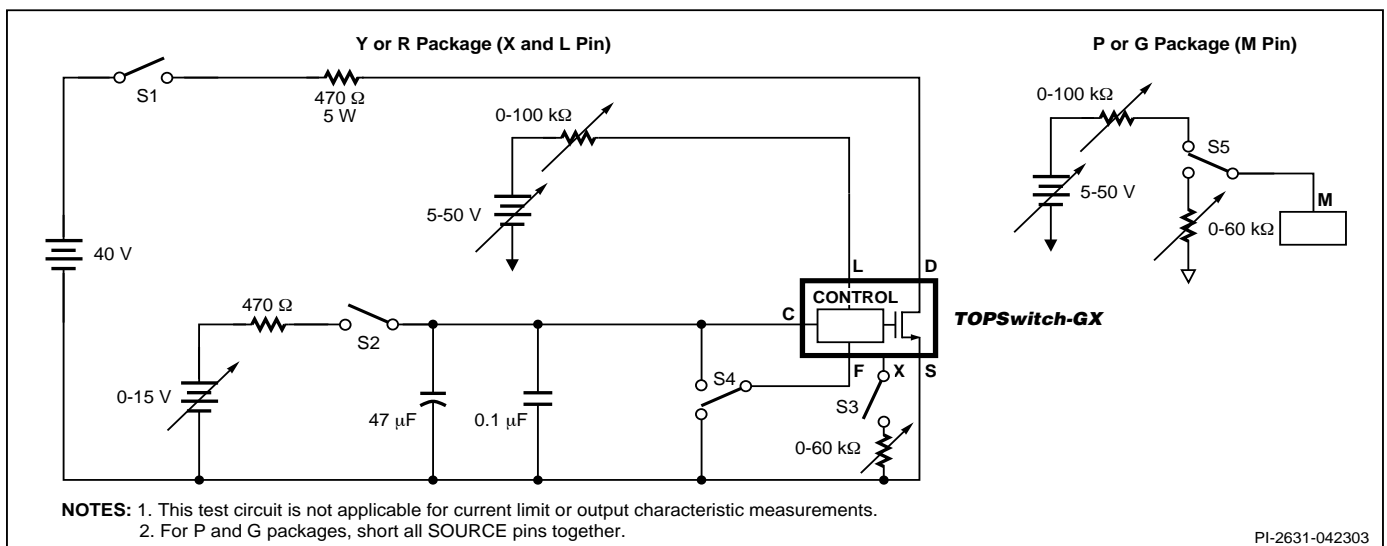 Y or R Package (X and L Pin)
P or G Package (M Pin)
S1
470 Ω
5 W
0-100 kΩ
5-50 V
40 V
0-100 kΩ
S5
5-50 V
M
0-60 kΩ
L
D
CONTROL
C
TOPSwitch-GX
470 Ω
S2
F
X
S
S4
S3
0-15 V
47 µF
0.1 µF
0-60 kΩ
NOTES: 1. This test circuit is not applicable for current limit or output characteristic measurements.
2. For P and G packages, short all SOURCE pins together.
PI-2631-042303